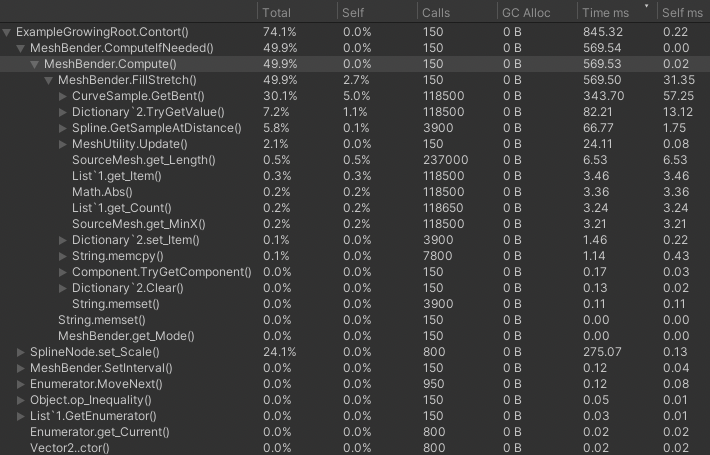 Total Self Calls GC Alloc Time ms Self ms
ExampleGrowingRoot.Contort() 74.1% 0.0% 150 0 B 845.32 0.22
MeshBender.ComputeIfNeeded() 49.9% 0.0% 150 0 B 569.54 0.00
MeshBender.Compute() 49.9% 0.0% 150 0 B 569.53 0.02
MeshBender.FillStretch() 49.9% 2.7% 150 0 B 569.50 31.35
CurveSample.GetBent() 30.1% 5.0% 118500 0 B 343.70 57.25
Dictionary`2.TryGetValue() 7.2% 1.1% 118500 0 B 82.21 13.12
Spline.GetSampleAtDistance() 5.8% 0.1% 3900 0 B 66.77 1.75
MeshUtility.Update() 2.1% 0.0% 150 0 B 24.11 0.08
SourceMesh.get_Length() 0.5% 0.5% 237000 0 B 6.53 6.53
List`1.get_Item() 0.3% 0.3% 118500 0 B 3.46 3.46
Math.Abs() 0.2% 0.2% 118500 0 B 3.36 3.36
List`1.get_Count() 0.2% 0.2% 118650 0 B 3.24 3.24
SourceMesh.get_MinX() 0.2% 0.2% 118500 0 B 3.21 3.21
Dictionary`2.set_Item() 0.1% 0.0% 3900 0 B 1.46 0.22
String.memcpy() 0.1% 0.0% 7800 0 B 1.14 0.43
Component.TryGetComponent() 0.0% 0.0% 150 0 B 0.17 0.03
Dictionary`2.Clear() 0.0% 0.0% 150 0 B 0.13 0.02
String.memset() 0.0% 0.0% 3900 0 B 0.11 0.11
String.memset() 0.0% 0.0% 150 0 B 0.00 0.00
MeshBender.get_Mode() 0.0% 0.0% 150 0 B 0.00 0.00
SplineNode.set_Scale() 24.1% 0.0% 800 0 B 275.07 0.13
MeshBender.SetInterval() 0.0% 0.0% 150 0 B 0.12 0.04
Enumerator.MoveNext() 0.0% 0.0% 950 0 B 0.12 0.08
Object.op_Inequality() 0.0% 0.0% 150 0 B 0.05 0.01
List`1.GetEnumerator() 0.0% 0.0% 150 0 B 0.03 0.01
Enumerator.get_Current() 0.0% 0.0% 800 0 B 0.02 0.02
Vector2..ctor() 0.0% 0.0% 800 0 B 0.02 0.02